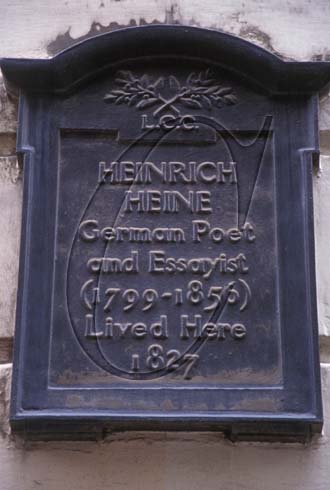 L.C.C.
HEINRICH
HEINE
German Poet
and Essayist
(1799-1856)
Lived Here
1827